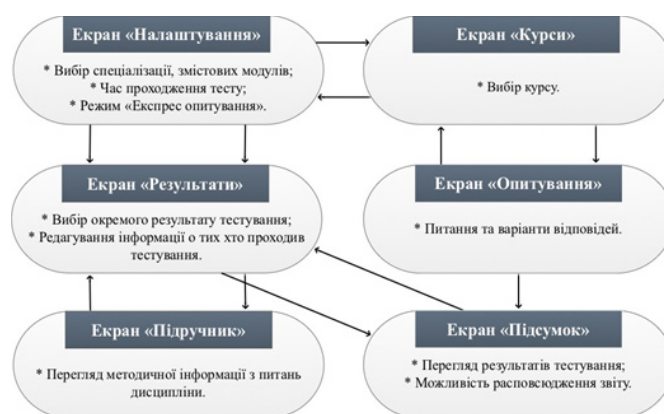 Екран «Налаштування»
* Вибір спеціалізації, змістових модулів;
* Час проходження тесту;
* Режим «Експрес опитування».
Екран «Курси»
* Вибір курсу.
Екран «Результати»
* Вибір окремого результату тестування;
* Редагування інформації о тих хто проходив
тестування.
Екран «Опитування»
* Питання та варіанти відповідей.
Екран «Підручник»
* Перегляд методичної інформації з питань
дисципліни.
Екран «Підсумок»
* Перегляд результатів тестування;
* Можливість расповсюдження звіту.